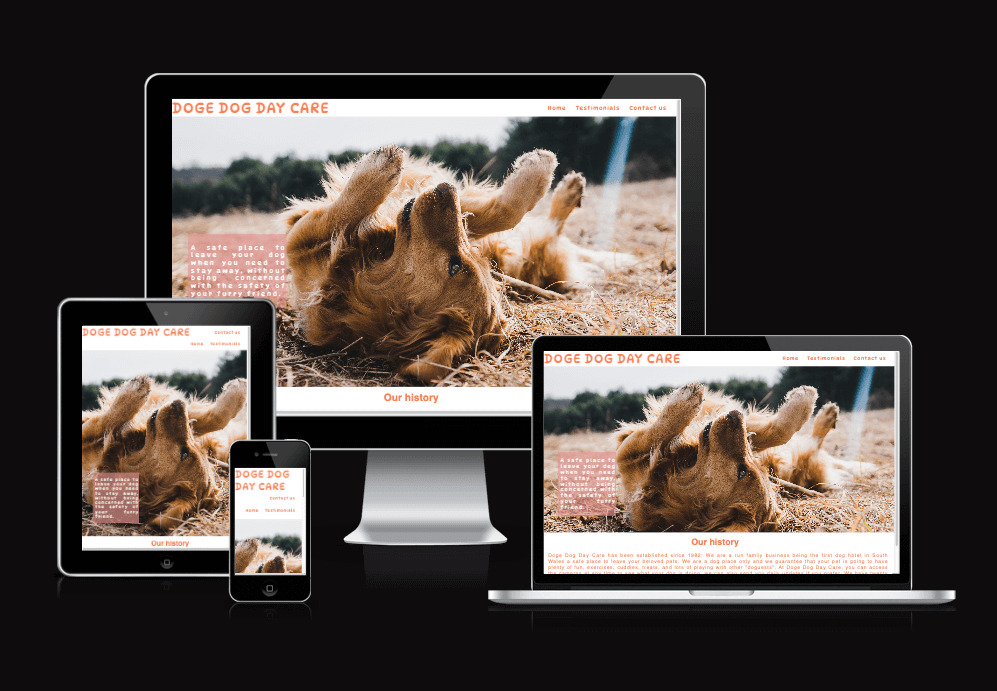 DOGE DOG DAY CARE
Home Testimonials Contact us
A safe place to
leave your dog
when you need to
stay away, without
being concerned
with the safety of
your furry friend.
Our history
DOGE DOG DAY CARE
Contact us
Home Testimonials
A safe place to
leave your dog
when you need
to stay away,
without being
concerned with
the safety of
your furry
friend.
Our history
DOGE DOG
DAY CARE
Contact us
Home Testimonials
DOGE DOG DAY CARE
Home Testimonials Contact us
A safe place to
leave your dog
when you need to
stay away,
without being
concerned with
the safety of
your furry
friend.
Our history
Doge Dog Day Care has been established since 1982. We are a run family business being the first dog hotel in South
Wales a safe place to leave your beloved pets. We are a dog place only and we guarantee that your pet is going to have
plenty of fun, exercises, cuddles, treats, and lots of playing with other "doguests". At Doge Dog Day Care, you can access